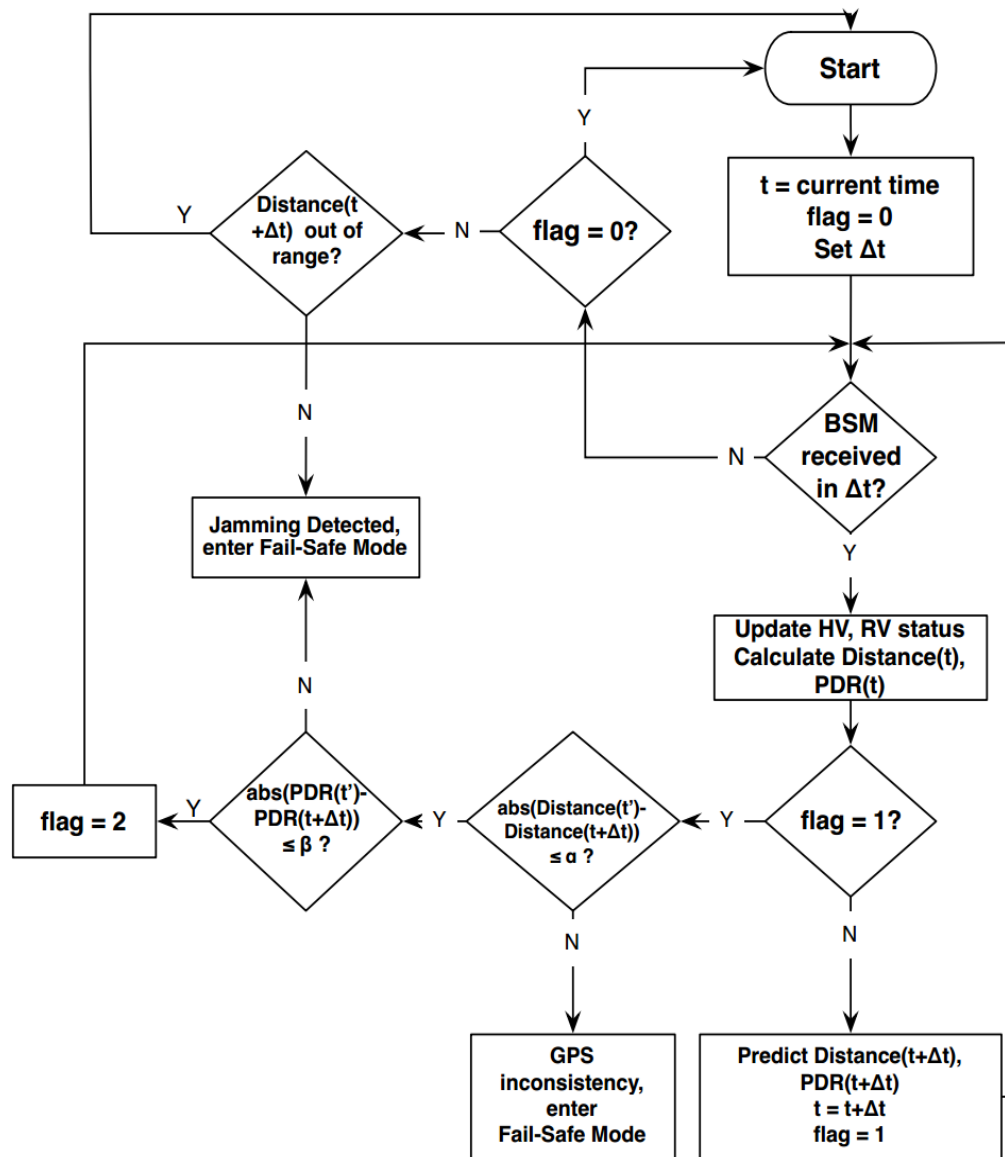 Start
Y
t = current time
flag = 0
Set Δt
Y
Distance(t
+Δt) out of
range?
N
flag = 0?
N
BSM
received
in Δt?
N
Y
Jamming Detected,
enter Fail-Safe Mode
Update HV, RV status
Calculate Distance(t),
PDR(t)
N
flag = 2
Y
abs(PDR(t’)-
PDR(t+Δt))
≤ β ?
Y
abs(Distance(t’)-
Distance(t+Δt))
≤ α ?
Y
flag = 1?
N
N
GPS
inconsistency,
enter
Fail-Safe Mode
Predict Distance(t+Δt),
PDR(t+Δt)
t = t+Δt
flag = 1